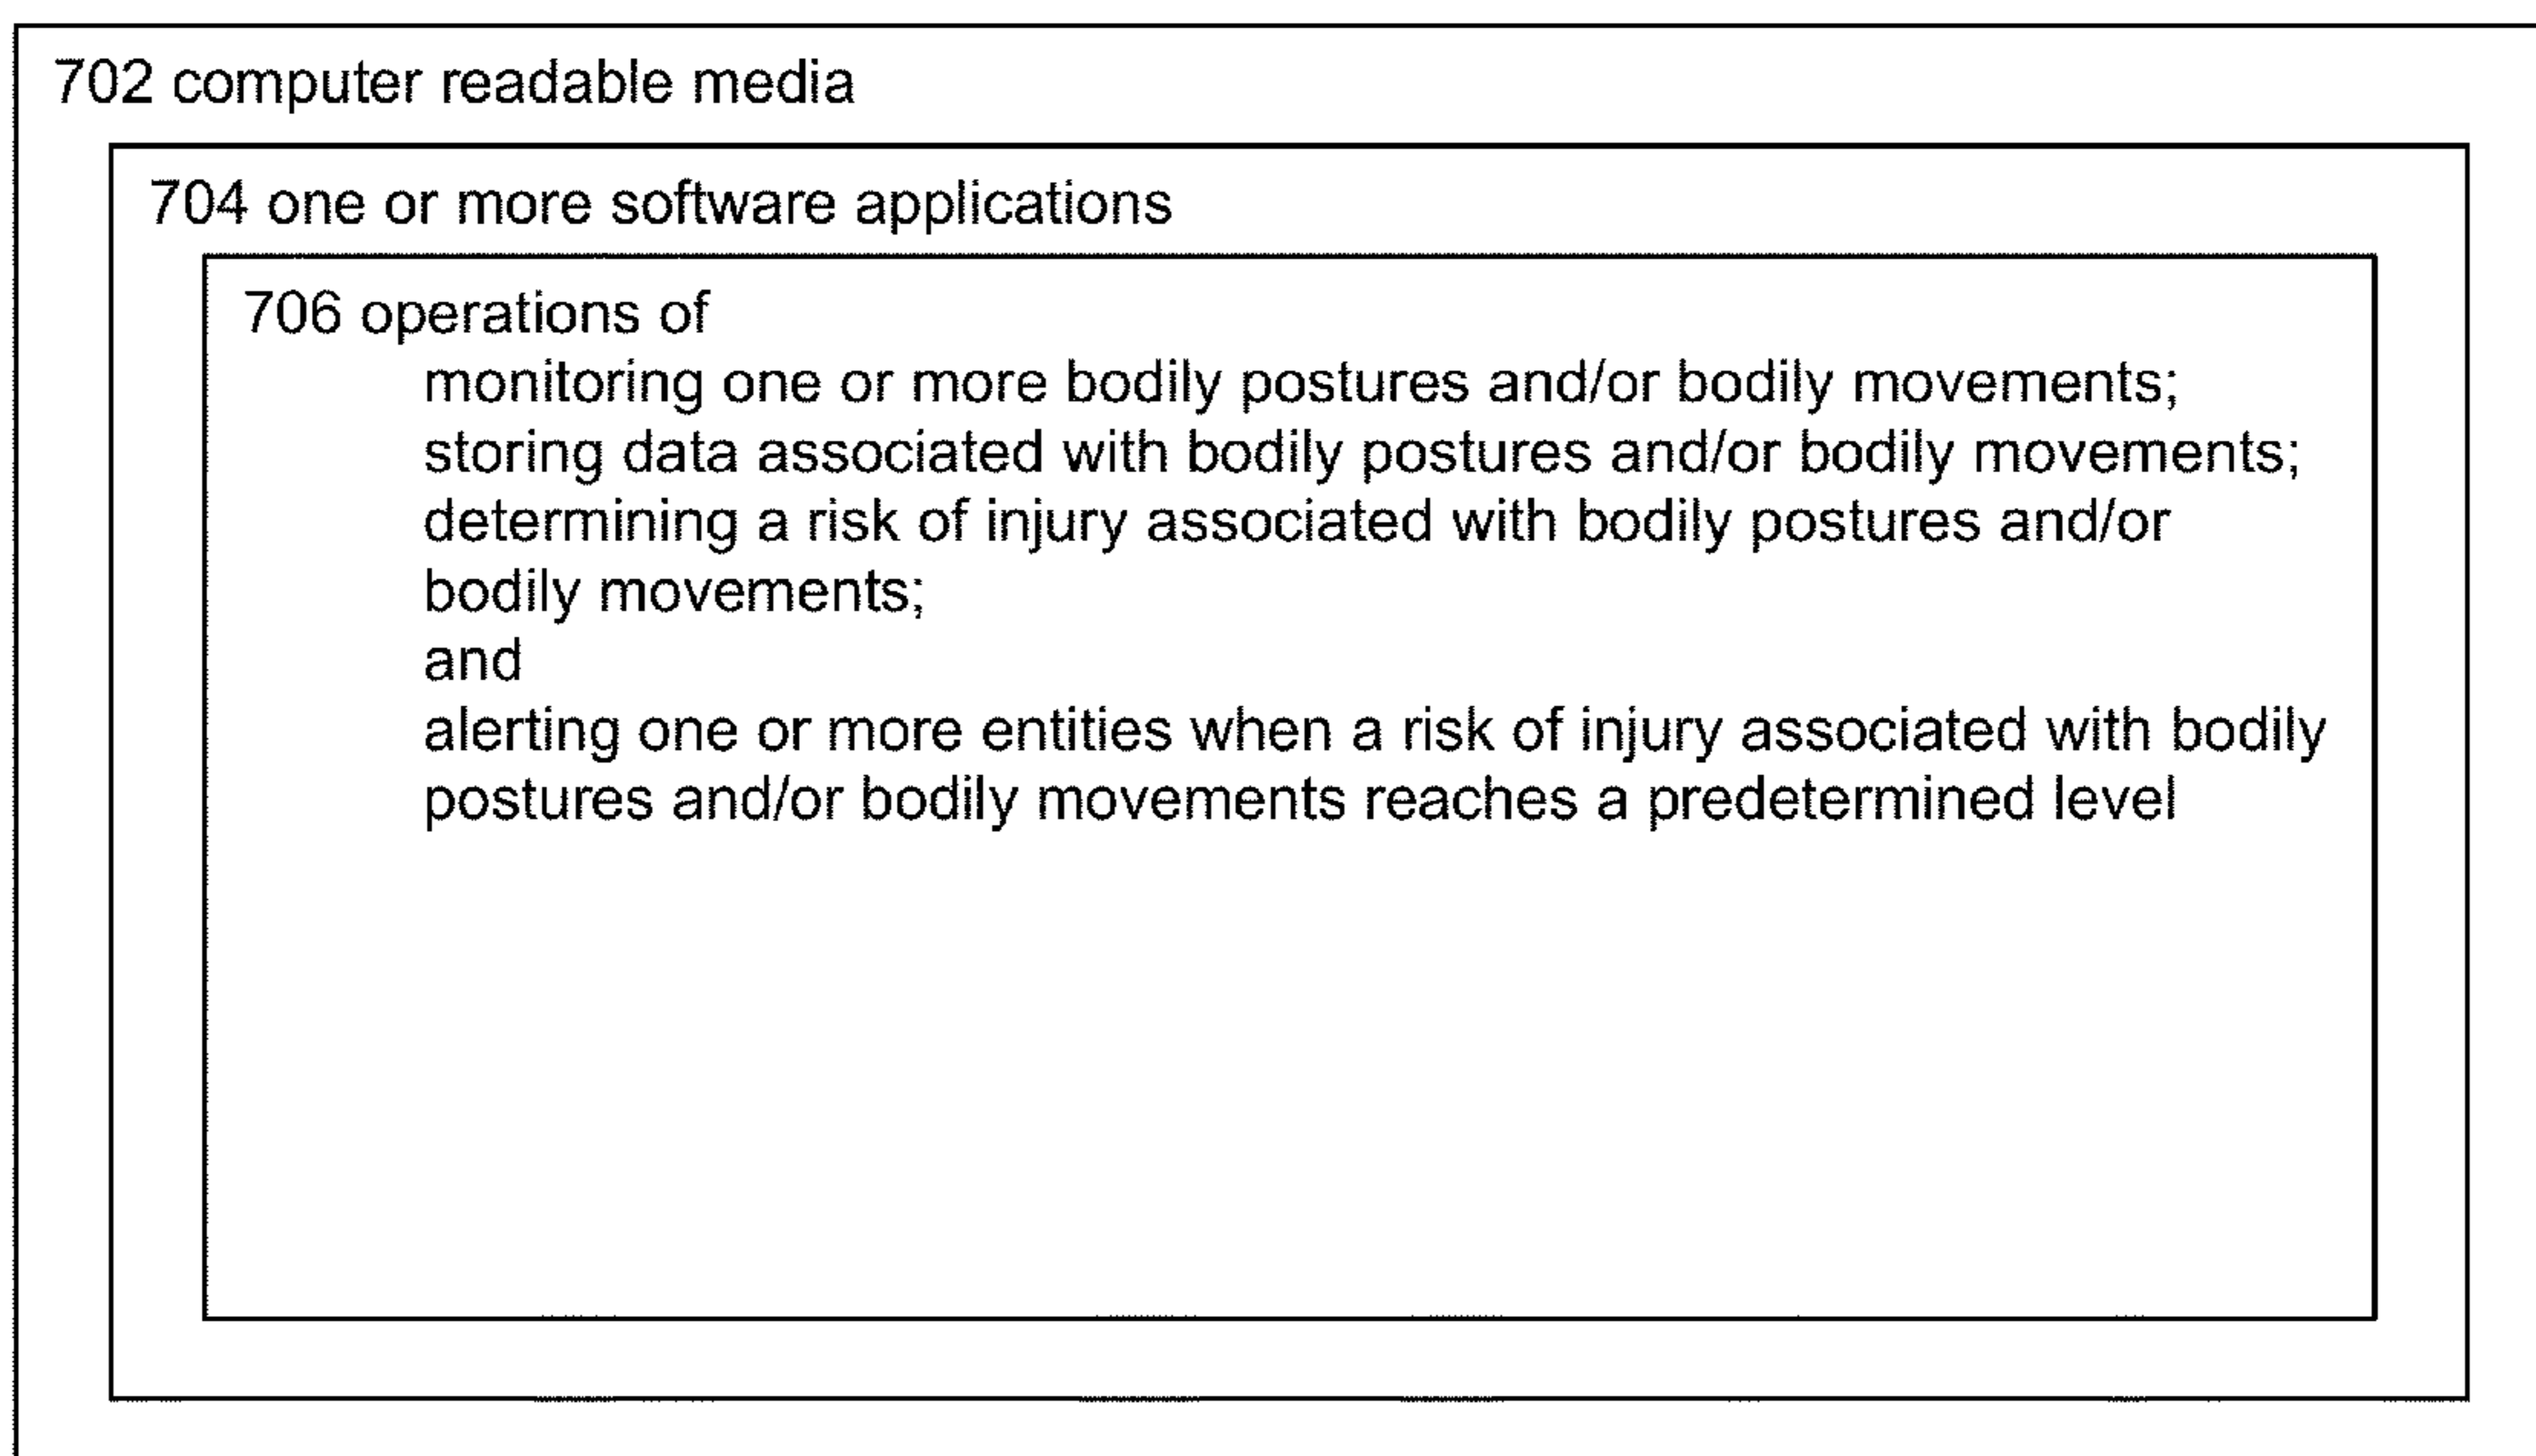 702 computer readable media
704 one or more software applications
706 operations of
monitoring one or more bodily postures and/or bodily movements;
storing data associated with bodily postures and/or bodily movements;
determining a risk of injury associated with bodily postures and/or
bodily movements;
and
alerting one or more entities when a risk of injury associated with bodily
postures and/or bodily movements reaches a predetermined level